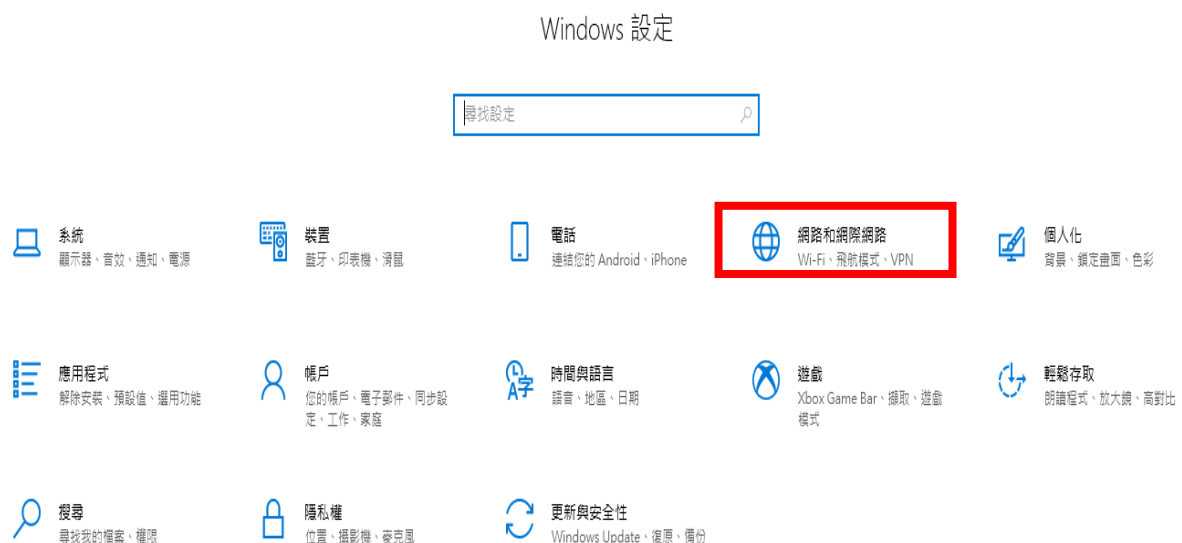 Windows 設定
尋找設定
系統
顯示器、音效、通知、電源
裝置
藍牙、印表機、滑鼠
電話
連結您的 Android、iPhone
網路和網際網路
Wi-Fi、飛航模式、VPN
個人化
背景、鎖定畫面、色彩
應用程式
解除安裝、預設值、選用功能
帳戶
您的帳戶、電子郵件、同步設
定、工作、家庭
時間與語言
語音、地區、日期
遊戲
Xbox Game Bar、擷取、遊戲
模式
輕鬆存取
朗讀程式、放大鏡、高對比
搜尋
尋找我的檔案、權限
隱私權
位置、攝影機、麥克風
更新與安全性
Windows Update、復原、備份